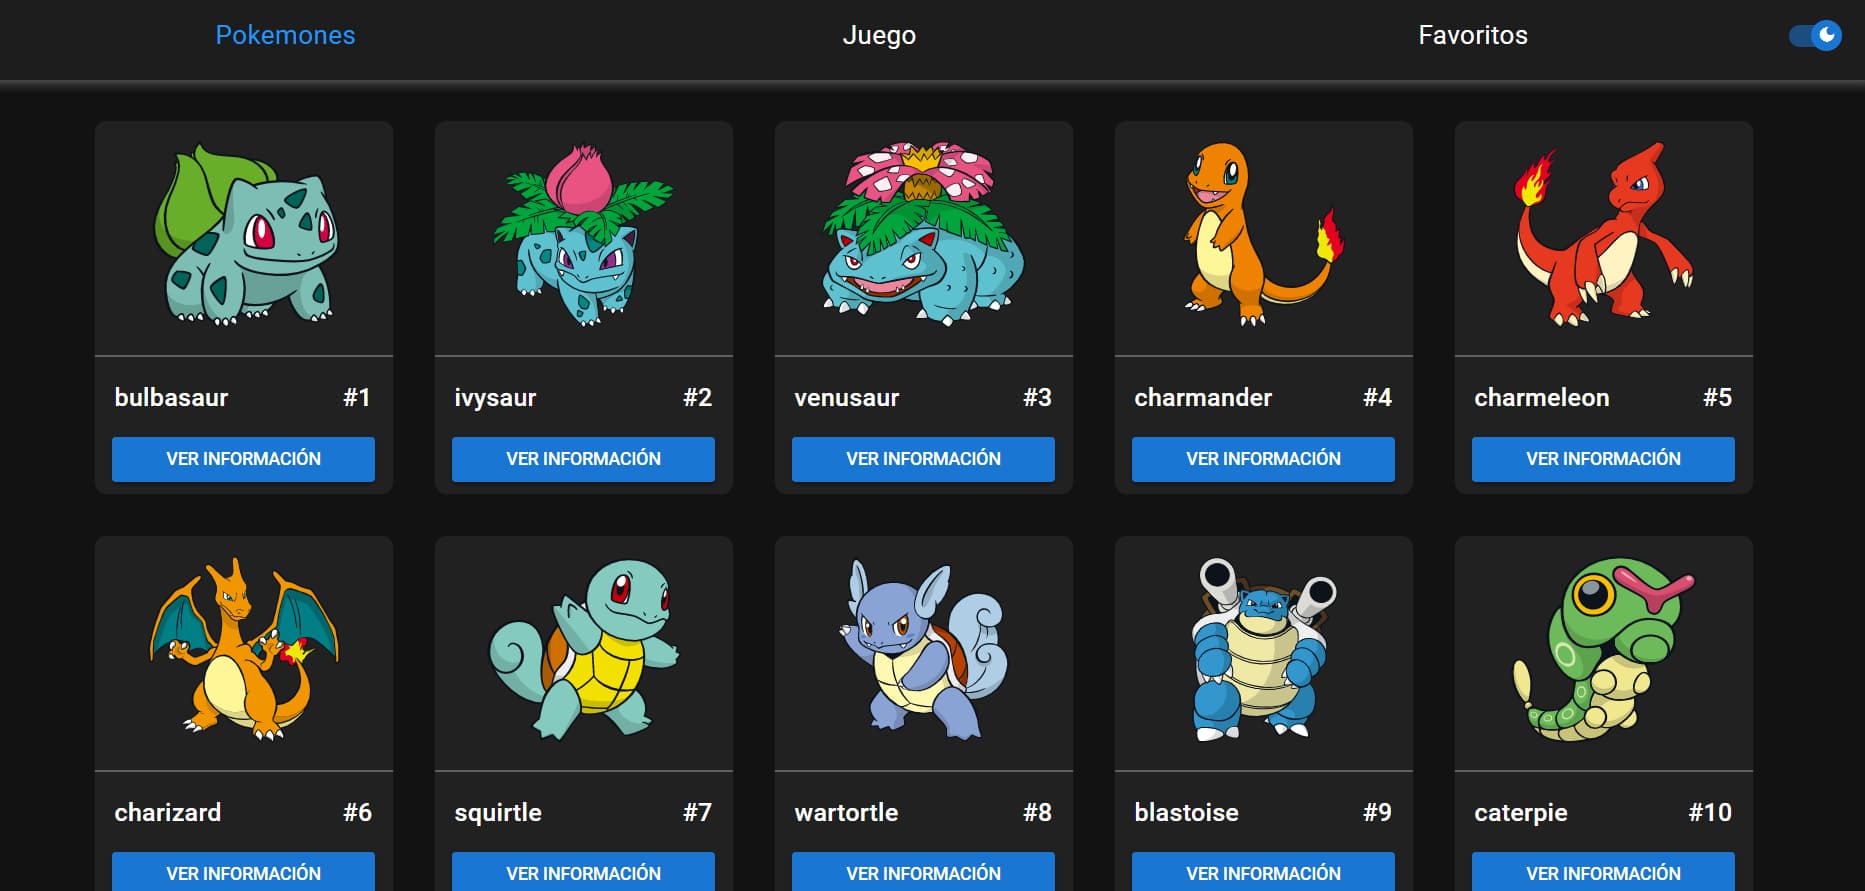 Pokemones Juego Favoritos
bulbasaur #1 ivysaur #2 venusaur #3 charmander #4 charmeleon #5
VER INFORMACIÓN VER INFORMACIÓN VER INFORMACIÓN VER INFORMACIÓN VER INFORMACIÓN
charizard #6 squirtle #7 wartortle #8 blastoise #9 caterpie #10
VER INFORMACIÓN VER INFORMACIÓN VER INFORMACIÓN VER INFORMACIÓN VER INFORMACIÓN